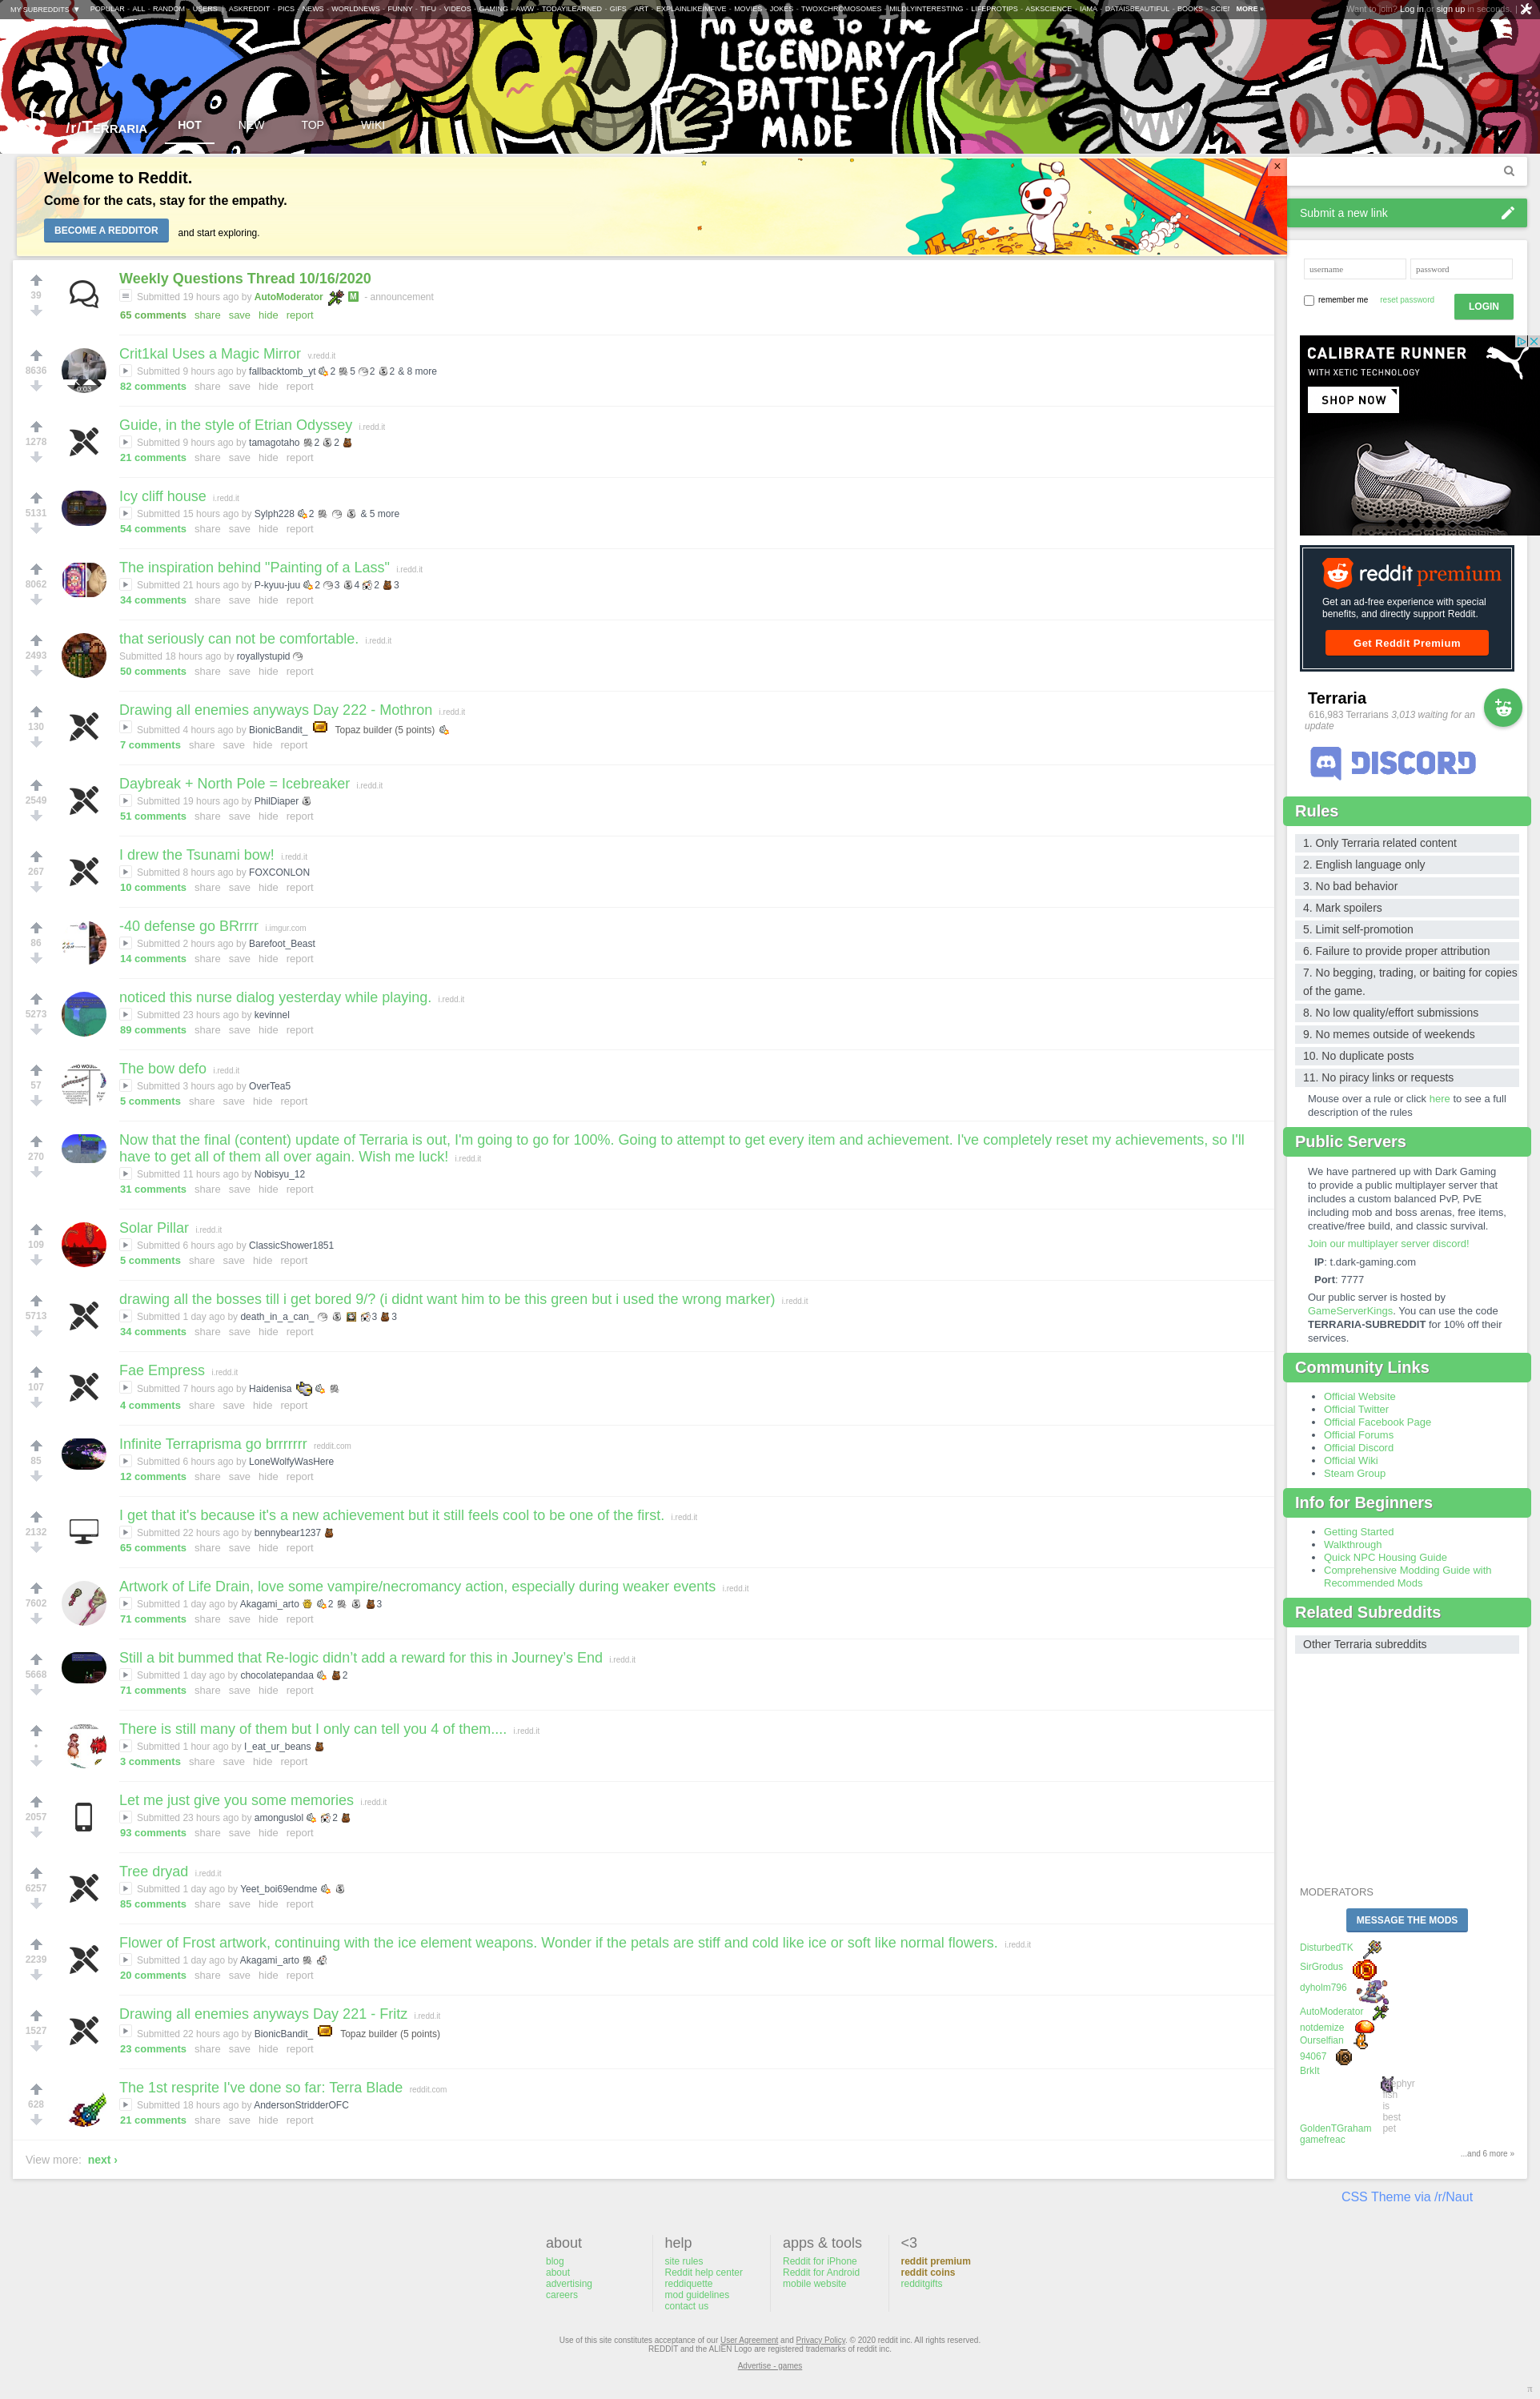 MY SUBREDDITS ▼ POPULAR - ALL - RANDOM - USERS | ASKREDDIT - PICS - NEWS - WORLDNEWS - FUNNY - TIFU - VIDEOS - GAMING - AWW - TODAYILEARNED - GIFS - ART - EXPLAINLIKEIMFIVE - MOVIES - JOKES - TWOXCHROMOSOMES - MILDLYINTERESTING - LIFEPROTIPS - ASKSCIENCE - IAMA - DATAISBEAUTIFUL - BOOKS - SCIE MORE »
Want to join? Log in or sign up in seconds. |
An Ode to the
LEGENDARY
BATTLES
MADE
/r/TERRARIA HOT NEW TOP WIKI
Welcome to Reddit.
Come for the cats, stay for the empathy.
BECOME A REDDITOR and start exploring.
×
Weekly Questions Thread 10/16/2020
39 Submitted 19 hours ago by AutoModerator M - announcement
65 comments share save hide report
Crit1kal Uses a Magic Mirror v.redd.it
8636 Submitted 9 hours ago by fallbacktomb_yt 2 5 2 2 & 8 more
0:03
82 comments share save hide report
Guide, in the style of Etrian Odyssey i.redd.it
1278 Submitted 9 hours ago by tamagotaho 2 2
21 comments share save hide report
Icy cliff house i.redd.it
5131 Submitted 15 hours ago by Sylph228 2 & 5 more
54 comments share save hide report
The inspiration behind "Painting of a Lass" i.redd.it
8062 Submitted 21 hours ago by P-kyuu-juu 2 3 4 2 3
34 comments share save hide report
that seriously can not be comfortable. i.redd.it
2493 Submitted 18 hours ago by royallystupid
50 comments share save hide report
Drawing all enemies anyways Day 222 - Mothron i.redd.it
130 Submitted 4 hours ago by BionicBandit_ Topaz builder (5 points)
7 comments share save hide report
Daybreak + North Pole = Icebreaker i.redd.it
2549 Submitted 19 hours ago by PhilDiaper
51 comments share save hide report
I drew the Tsunami bow! i.redd.it
267 Submitted 8 hours ago by FOXCONLON
10 comments share save hide report
-40 defense go BRrrrr i.imgur.com
86 Submitted 2 hours ago by Barefoot_Beast
14 comments share save hide report
noticed this nurse dialog yesterday while playing. i.redd.it
5273 Submitted 23 hours ago by kevinnel
89 comments share save hide report
The bow defo i.redd.it
57 Submitted 3 hours ago by OverTea5
5 comments share save hide report
Now that the final (content) update of Terraria is out, I'm going to go for 100%. Going to attempt to get every item and achievement. I've completely reset my achievements, so I'll
have to get all of them all over again. Wish me luck! i.redd.it
270 Submitted 11 hours ago by Nobisyu_12
31 comments share save hide report
Solar Pillar i.redd.it
109 Submitted 6 hours ago by ClassicShower1851
5 comments share save hide report
drawing all the bosses till i get bored 9/? (i didnt want him to be this green but i used the wrong marker) i.redd.it
5713 Submitted 1 day ago by death_in_a_can_ 3 3
34 comments share save hide report
Fae Empress i.redd.it
107 Submitted 7 hours ago by Haidenisa
4 comments share save hide report
Infinite Terraprisma go brrrrrrr reddit.com
85 Submitted 6 hours ago by LoneWolfyWasHere
12 comments share save hide report
I get that it's because it's a new achievement but it still feels cool to be one of the first. i.redd.it
2132 Submitted 22 hours ago by bennybear1237
65 comments share save hide report
Artwork of Life Drain, love some vampire/necromancy action, especially during weaker events i.redd.it
7602 Submitted 1 day ago by Akagami_arto 2 3
71 comments share save hide report
Still a bit bummed that Re-logic didn't add a reward for this in Journey's End i.redd.it
5668 Submitted 1 day ago by chocolatepandaa 2
71 comments share save hide report
There is still many of them but I only can tell you 4 of them.... i.redd.it
• Submitted 1 hour ago by I_eat_ur_beans
3 comments share save hide report
Let me just give you some memories i.redd.it
2057 Submitted 23 hours ago by amonguslol 2
93 comments share save hide report
Tree dryad i.redd.it
6257 Submitted 1 day ago by Yeet_boi69endme
85 comments share save hide report
Flower of Frost artwork, continuing with the ice element weapons. Wonder if the petals are stiff and cold like ice or soft like normal flowers. i.redd.it
2239 Submitted 1 day ago by Akagami_arto
20 comments share save hide report
Drawing all enemies anyways Day 221 - Fritz i.redd.it
1527 Submitted 22 hours ago by BionicBandit_ Topaz builder (5 points)
23 comments share save hide report
The 1st resprite I've done so far: Terra Blade reddit.com
628 Submitted 18 hours ago by AndersonStridderOFC
21 comments share save hide report
View more: next ›
Submit a new link
username password
remember me reset password LOGIN
CALIBRATE RUNNER
WITH XETIC TECHNOLOGY
SHOP NOW
reddit premium
Get an ad-free experience with special
benefits, and directly support Reddit.
Get Reddit Premium
Terraria
616,983 Terrarians 3,013 waiting for an
update
DISCORD
Rules
1. Only Terraria related content
2. English language only
3. No bad behavior
4. Mark spoilers
5. Limit self-promotion
6. Failure to provide proper attribution
7. No begging, trading, or baiting for copies
of the game.
8. No low quality/effort submissions
9. No memes outside of weekends
10. No duplicate posts
11. No piracy links or requests
Mouse over a rule or click here to see a full
description of the rules
Public Servers
We have partnered up with Dark Gaming
to provide a public multiplayer server that
includes a custom balanced PvP, PvE
including mob and boss arenas, free items,
creative/free build, and classic survival.
Join our multiplayer server discord!
IP: t.dark-gaming.com
Port: 7777
Our public server is hosted by
GameServerKings. You can use the code
TERRARIA-SUBREDDIT for 10% off their
services.
Community Links
Official Website
Official Twitter
Official Facebook Page
Official Forums
Official Discord
Official Wiki
Steam Group
Info for Beginners
Getting Started
Walkthrough
Quick NPC Housing Guide
Comprehensive Modding Guide with
Recommended Mods
Related Subreddits
Other Terraria subreddits
MODERATORS
MESSAGE THE MODS
DisturbedTK
SirGrodus
dyholm796
AutoModerator
notdemize
Ourselfian
94067
Brklt
fish
is
best
GoldenTGraham pet
gamefreac
...and 6 more »
CSS Theme via /r/Naut
about
blog
about
advertising
careers
help
site rules
Reddit help center
reddiquette
mod guidelines
contact us
apps & tools
Reddit for iPhone
Reddit for Android
mobile website
<3
reddit premium
reddit coins
redditgifts
Use of this site constitutes acceptance of our User Agreement and Privacy Policy. © 2020 reddit inc. All rights reserved.
REDDIT and the ALIEN Logo are registered trademarks of reddit inc.
Advertise - games
π